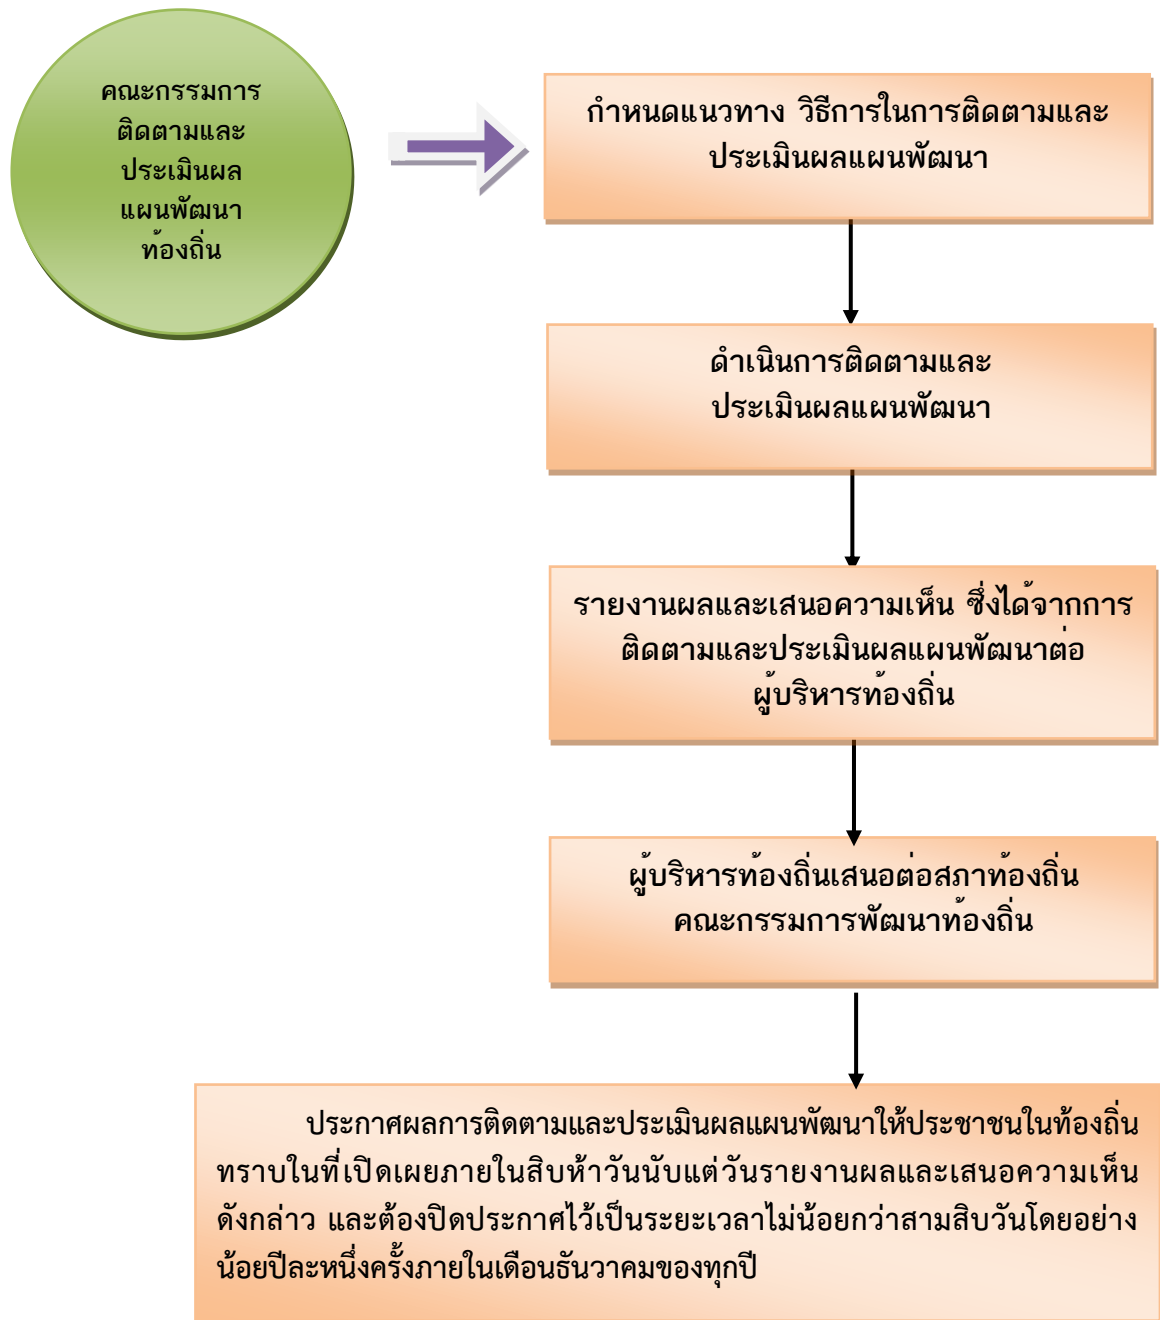 คณะกรรมการ
ติดตามและ
ประเมินผล
แผนพัฒนา
ท้องถิ่น
กำหนดแนวทาง วิธีการในการติดตามและ
ประเมินผลแผนพัฒนา
ดำเนินการติดตามและ
ประเมินผลแผนพัฒนา
รายงานผลและเสนอความเห็น ซึ่งได้จากการ
ติดตามและประเมินผลแผนพัฒนาต่อ
ผู้บริหารท้องถิ่น
ผู้บริหารท้องถิ่นเสนอต่อสภาท้องถิ่น
คณะกรรมการพัฒนาท้องถิ่น
ประกาศผลการติดตามและประเมินผลแผนพัฒนาให้ประชาชนในท้องถิ่น
ทราบในที่เปิดเผยภายในสิบห้าวันนับแต่วันรายงานผลและเสนอความเห็น
ดังกล่าว และต้องปิดประกาศไว้เป็นระยะเวลาไม่น้อยกว่าสามสิบวันโดยอย่าง
น้อยปีละหนึ่งครั้งภายในเดือนธันวาคมของทุกปี